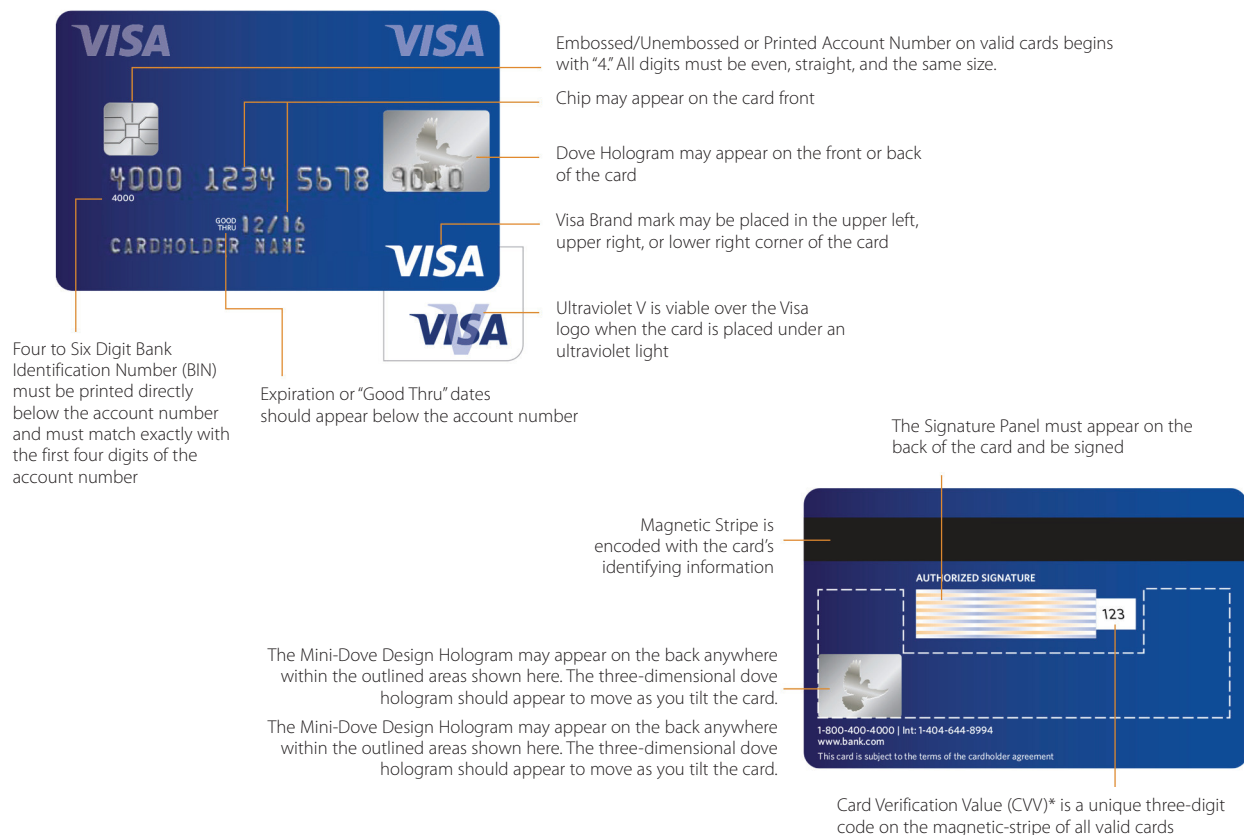 VISA VISA
4000 1234 5678 9010
4000
GOOD
THRU 12/16
CARDHOLDER NAME
VISA
VISA
Embossed/Unembossed or Printed Account Number on valid cards begins
with “4.” All digits must be even, straight, and the same size.
Chip may appear on the card front
Dove Hologram may appear on the front or back
of the card
Visa Brand mark may be placed in the upper left,
upper right, or lower right corner of the card
Ultraviolet V is viable over the Visa
logo when the card is placed under an
ultraviolet light
Four to Six Digit Bank
Identification Number (BIN)
must be printed directly
below the account number
and must match exactly with
the first four digits of the
account number
Expiration or “Good Thru” dates
should appear below the account number
The Signature Panel must appear on the
back of the card and be signed
Magnetic Stripe is
encoded with the card’s
identifying information
AUTHORIZED SIGNATURE
123
The Mini-Dove Design Hologram may appear on the back anywhere
within the outlined areas shown here. The three-dimensional dove
hologram should appear to move as you tilt the card.
The Mini-Dove Design Hologram may appear on the back anywhere
within the outlined areas shown here. The three-dimensional dove
hologram should appear to move as you tilt the card.
1-800-400-4000 | Int: 1-404-644-8994
www.bank.com
This card is subject to the terms of the cardholder agreement
Card Verification Value (CVV)* is a unique three-digit
code on the magnetic-stripe of all valid cards